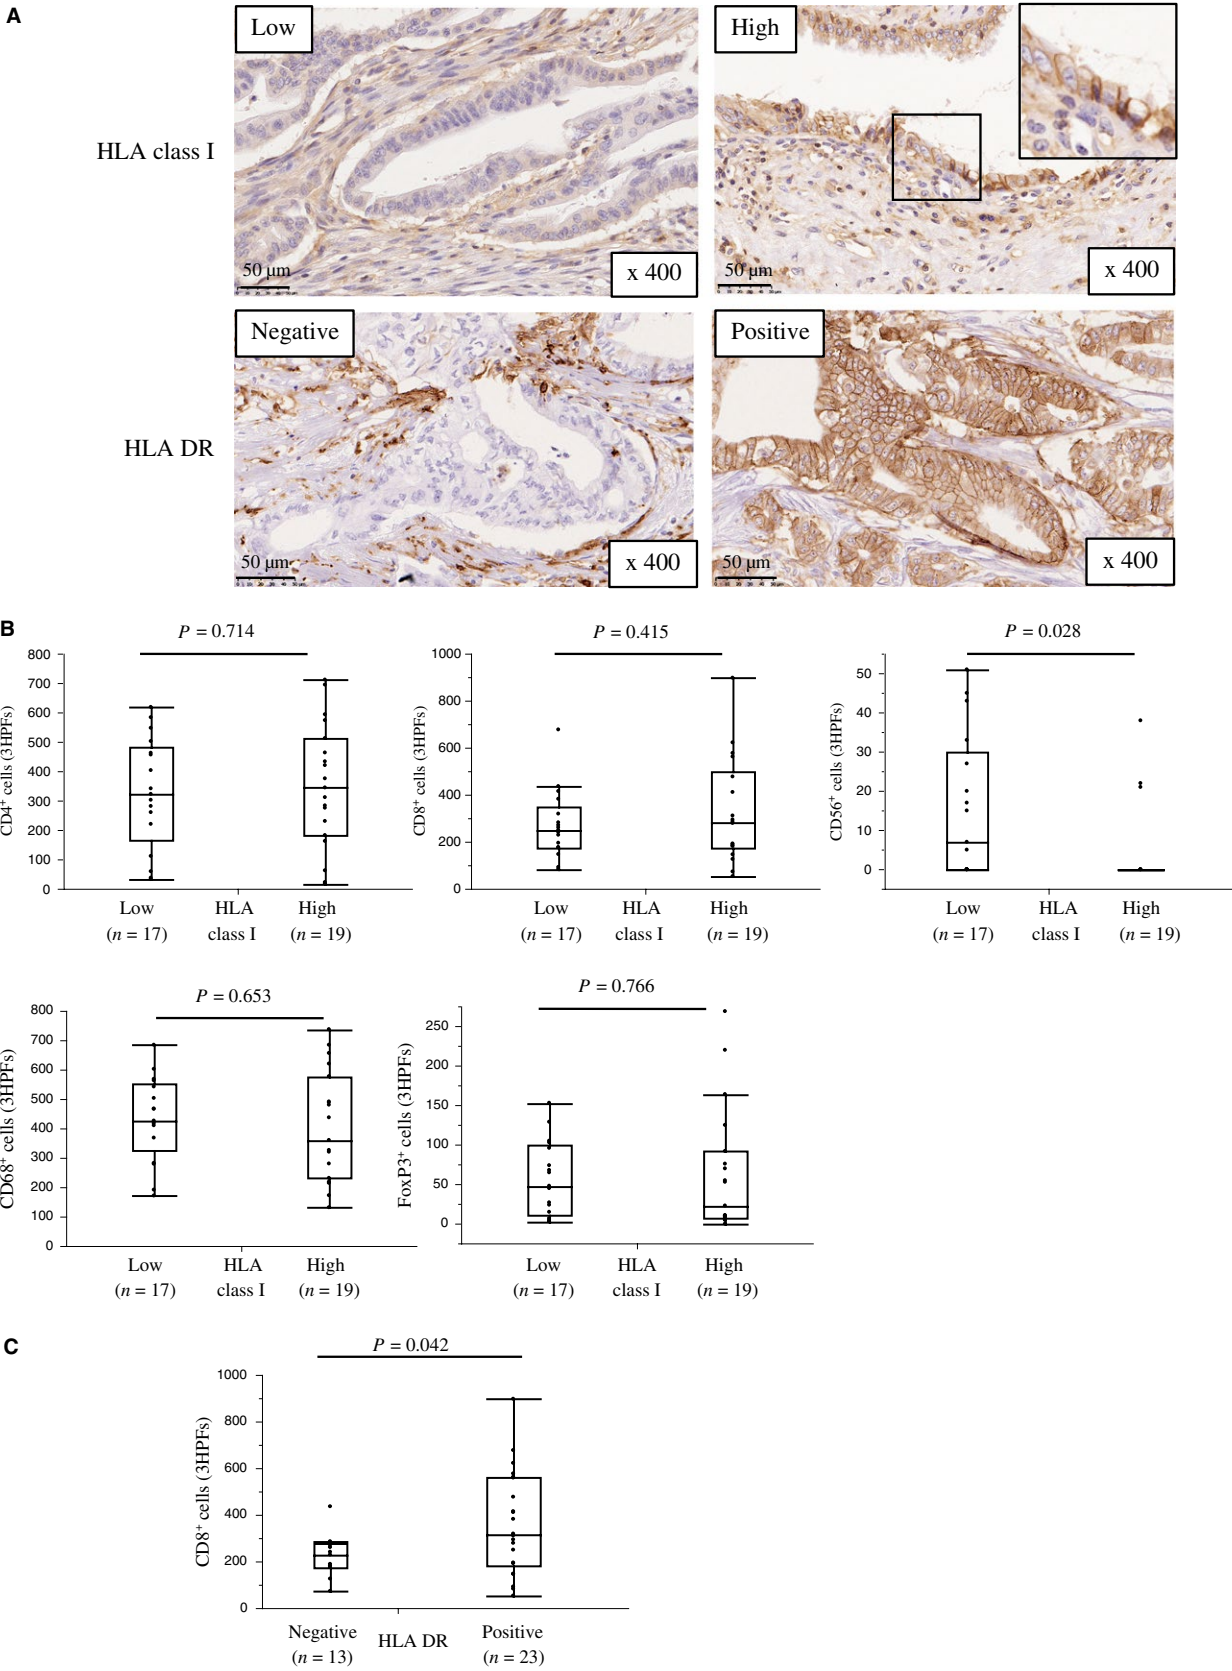 A
Low
High
HLA class I
50 µm
x 400
50 µm
x 400
Negative
Positive
HLA DR
50 µm
x 400
50 µm
x 400
B
P = 0.714
CD4+ cells (3HPFs)
800
700
600
500
400
300
200
100
0
Low
(n = 17)
HLA
class I
High
(n = 19)
P = 0.415
CD8+ cells (3HPFs)
1000
800
600
400
200
0
Low
(n = 17)
HLA
class I
High
(n = 19)
P = 0.028
CD56+ cells (3HPFs)
50
40
30
20
10
0
Low
(n = 17)
HLA
class I
High
(n = 19)
P = 0.653
CD68+ cells (3HPFs)
800
700
600
500
400
300
200
100
0
Low
(n = 17)
HLA
class I
High
(n = 19)
P = 0.766
FoxP3+ cells (3HPFs)
250
200
150
100
50
0
Low
(n = 17)
HLA
class I
High
(n = 19)
C
P = 0.042
CD8+ cells (3HPFs)
1000
800
600
400
200
0
Negative
(n = 13)
HLA DR
Positive
(n = 23)